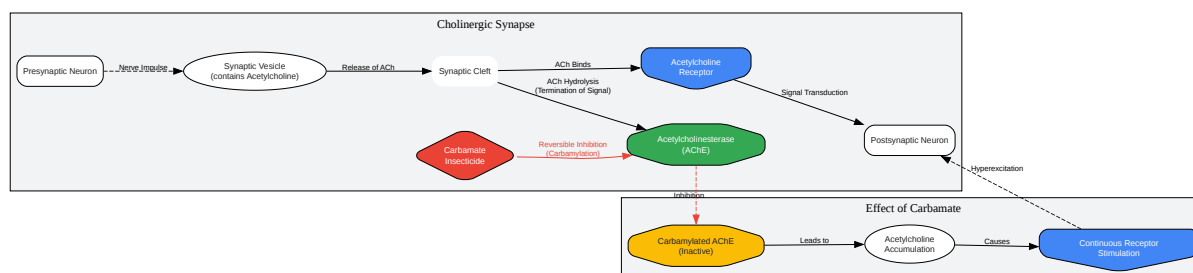 Cholinergic Synapse
Presynaptic Neuron
Nerve Impulse
Synaptic Vesicle
(contains Acetylcholine)
Release of ACh
Synaptic Cleft
ACh Binds
ACh Hydrolysis
(Termination of Signal)
Acetylcholine
Receptor
Signal Transduction
Postsynaptic Neuron
Carbamate
Insecticide
Reversible Inhibition
(Carbamylation)
Acetylcholinesterase
(AChE)
Hyperexcitation
Inhibition
Effect of Carbamate
Carbamylated AChE
(Inactive)
Leads to
Acetylcholine
Accumulation
Causes
Continuous Receptor
Stimulation